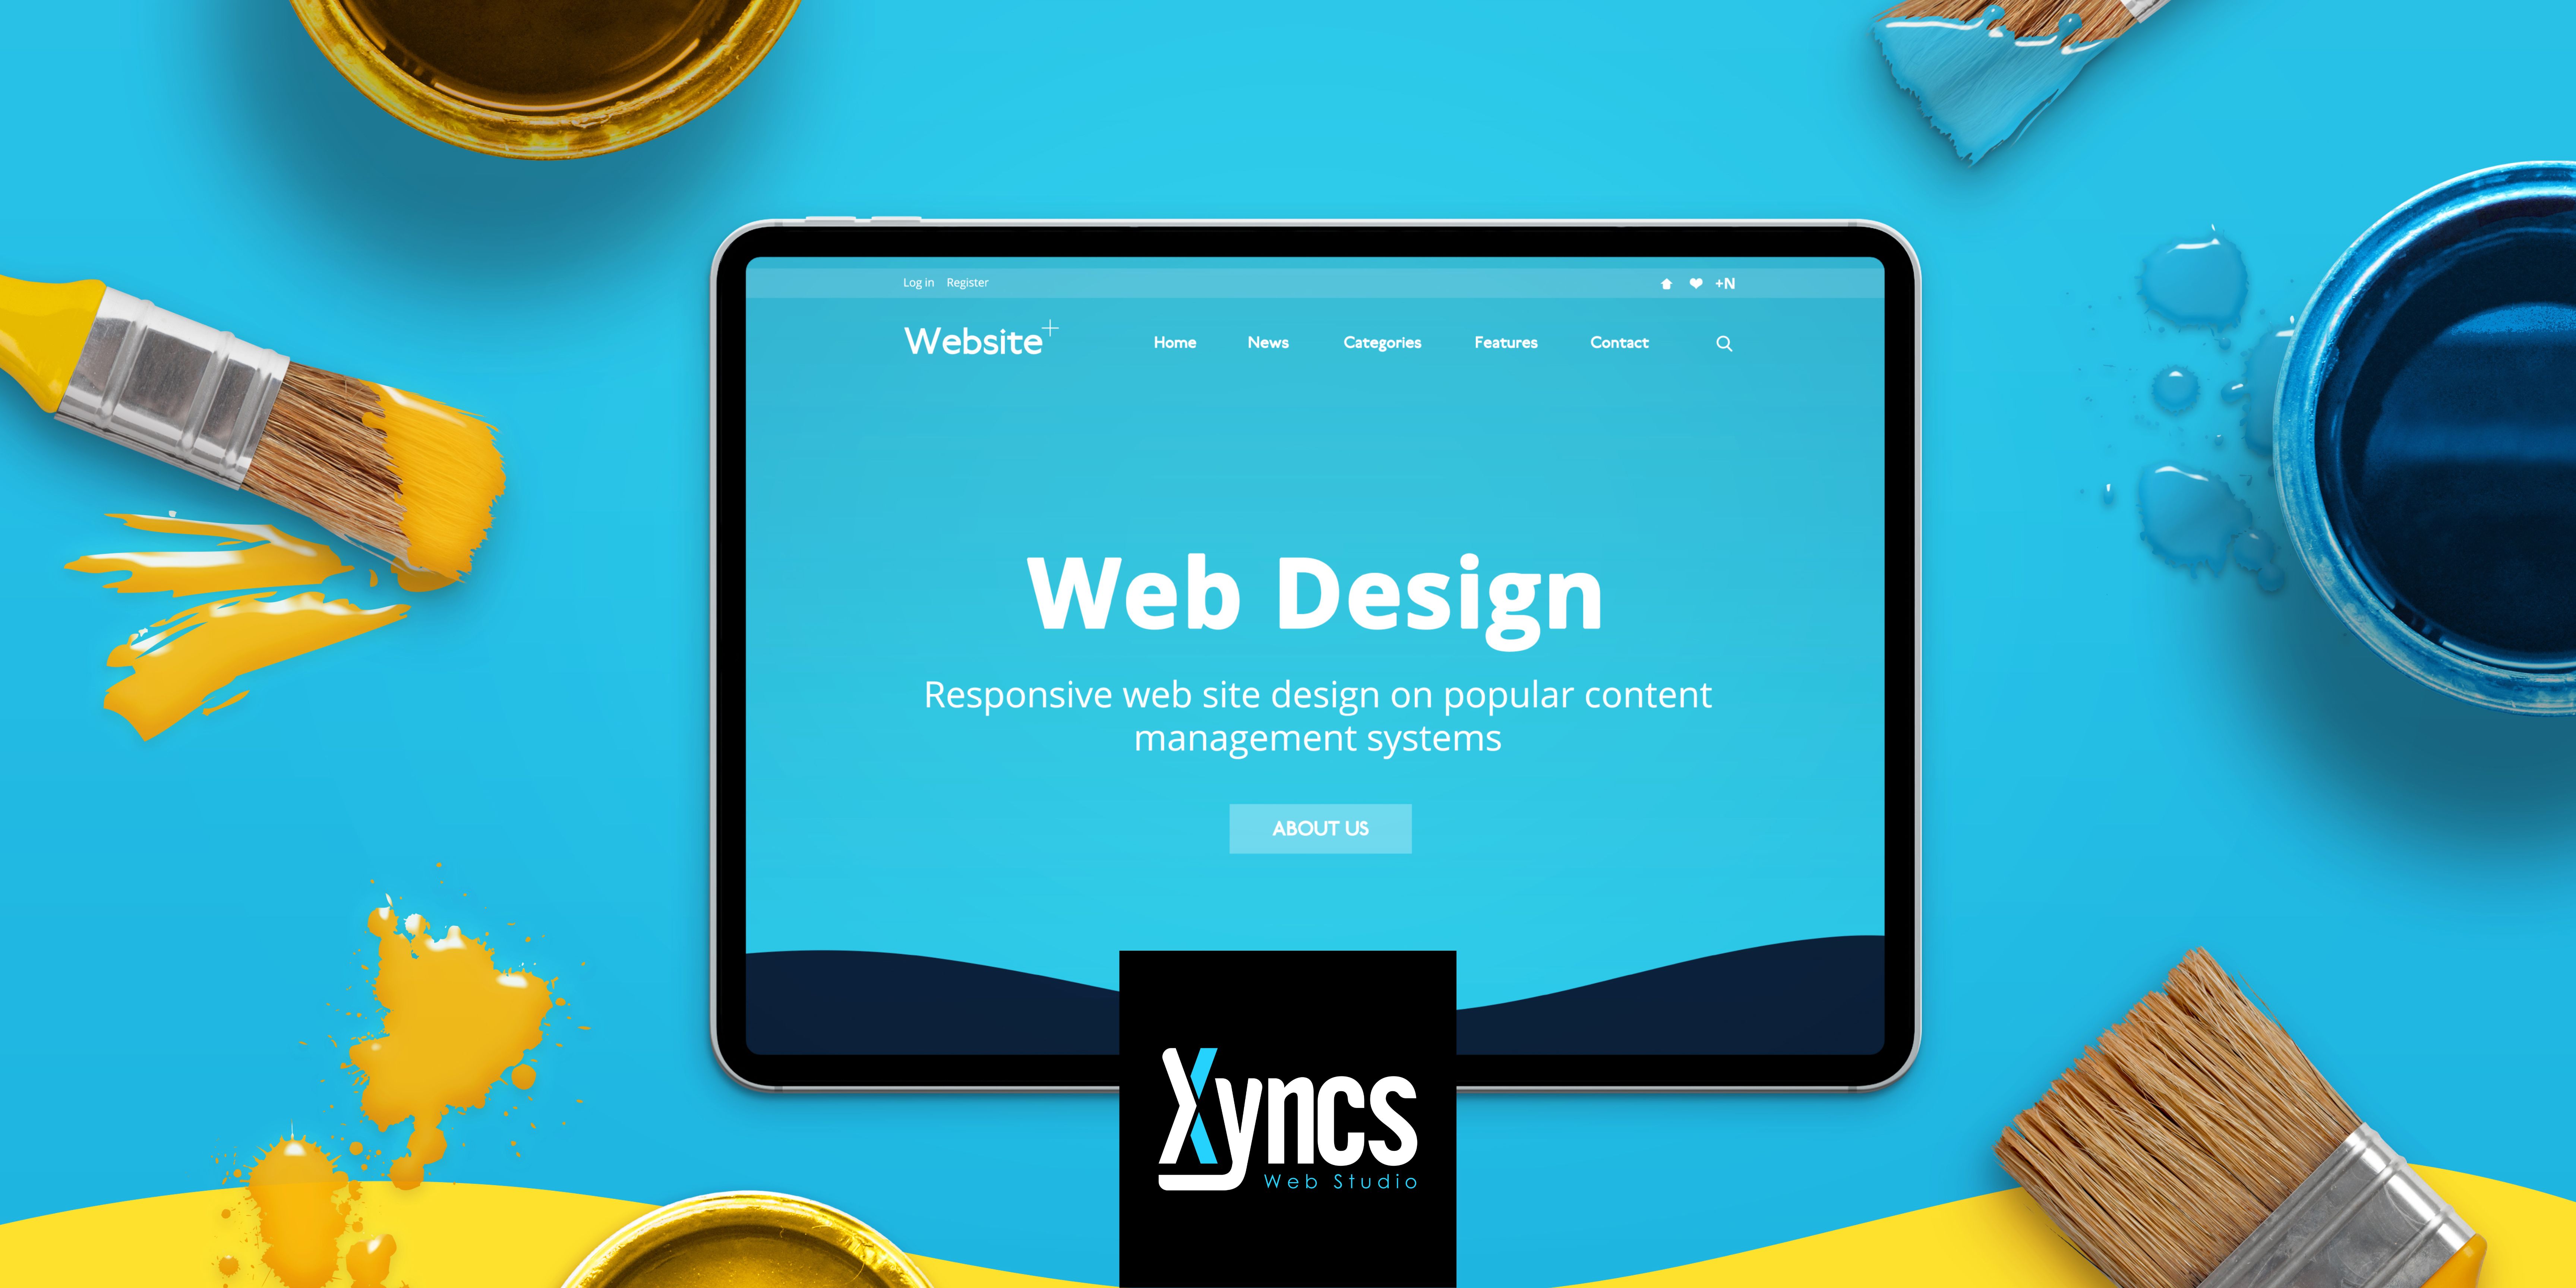 Log in Register
+N
Website+
Home News Categories Features Contact
Web Design
Responsive web site design on popular content
management systems
ABOUT US
Xyncs
Web Studio